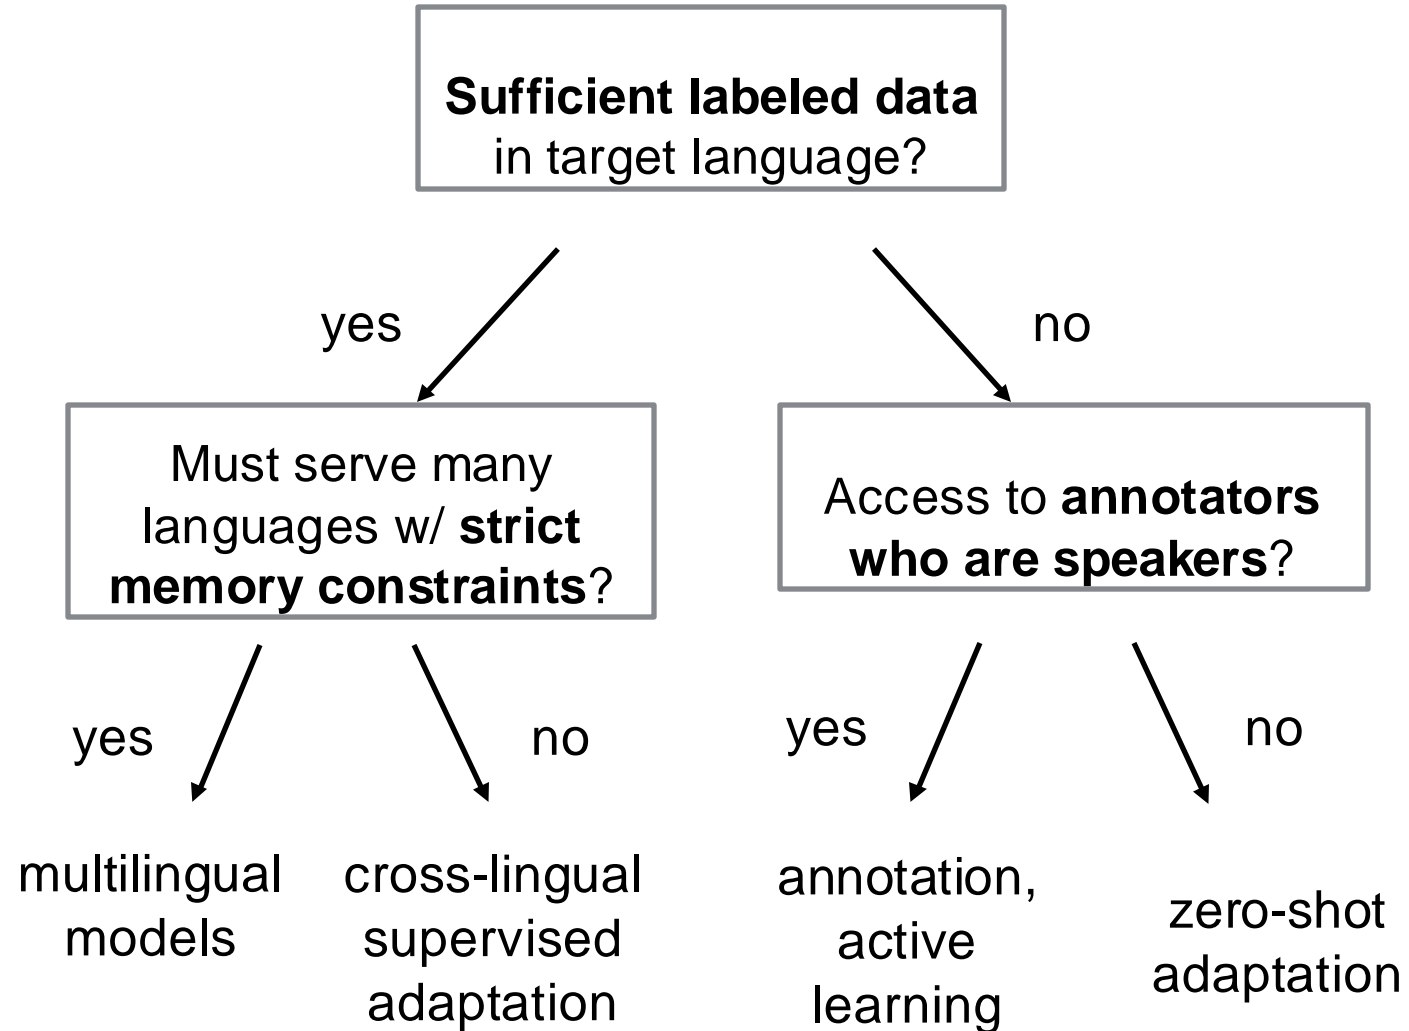 Sufficient labeled data
in target language?
yes
no
Must serve many
languages w/ strict
memory constraints?
Access to annotators
who are speakers?
yes
no
yes
no
multilingual
models
cross-lingual
supervised
adaptation
annotation,
active
learning
zero-shot
adaptation